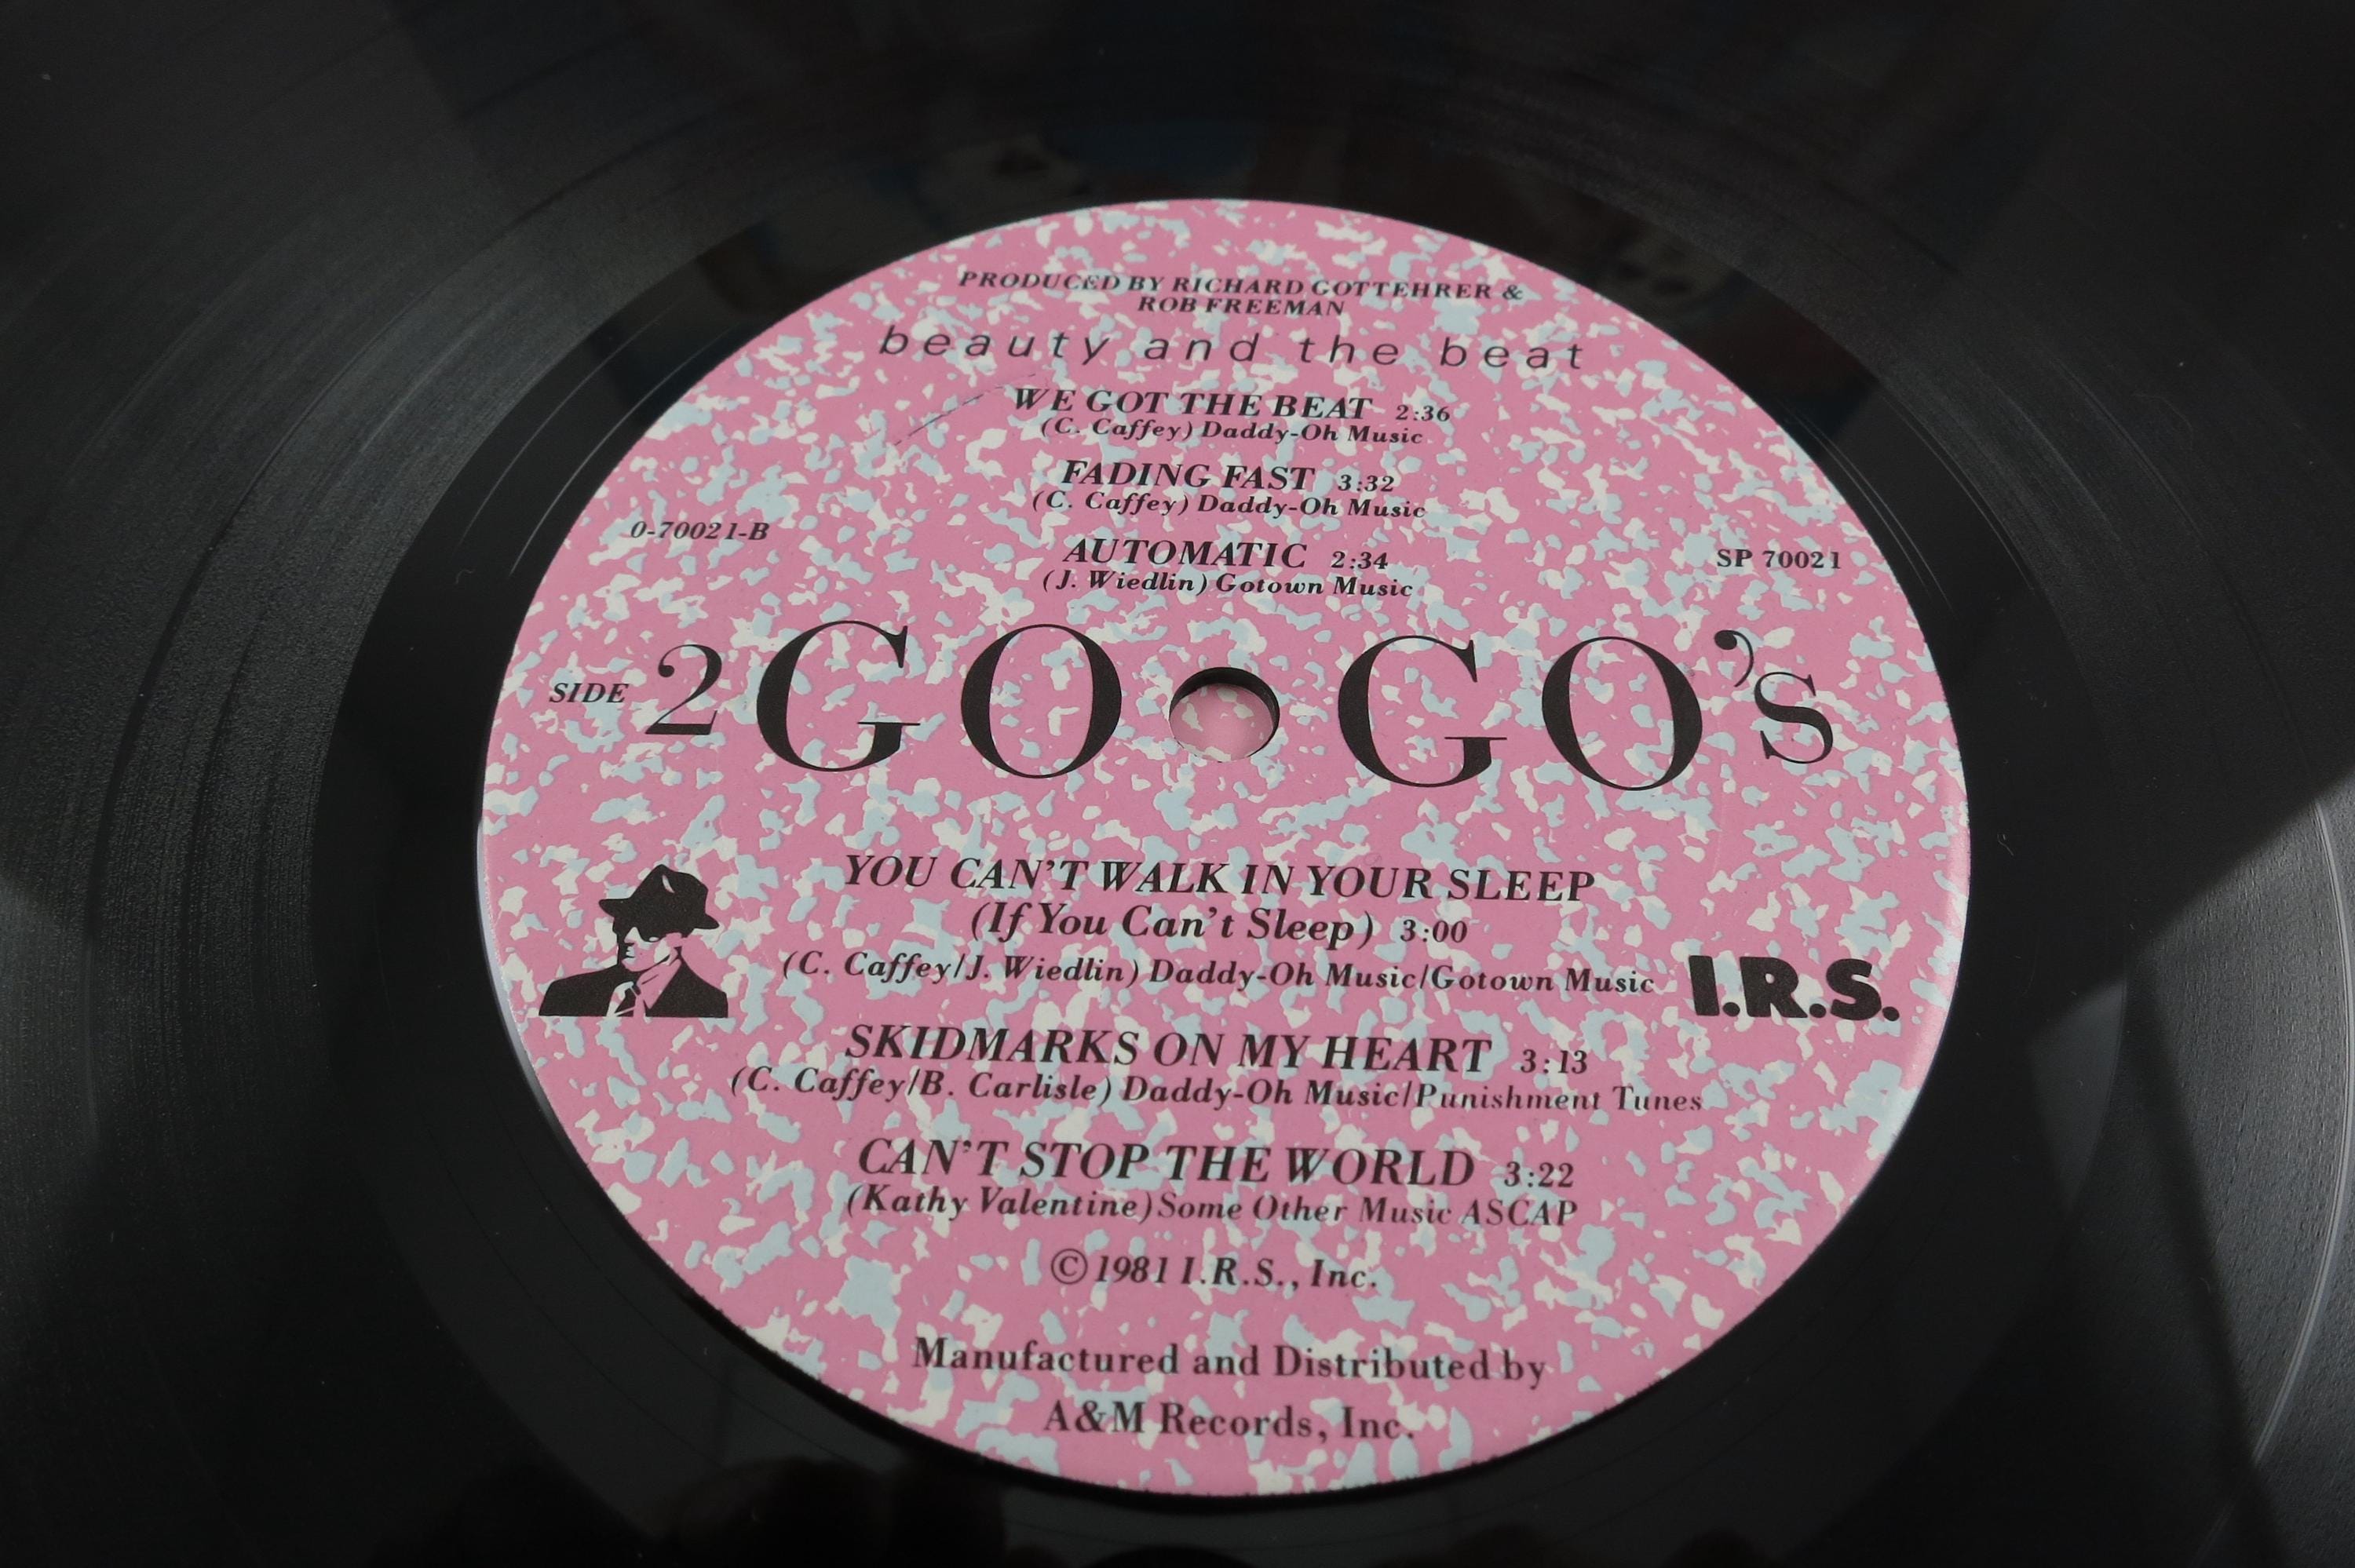 PRODUCED BY RICHARD GOTTEHRER &
ROB FREEMAN
beauty and the beat
WE GOT THE BEAT 2:36
(C. Caffey) Daddy-Oh Music
FADING FAST 3:32
(C. Caffey) Daddy-Oh Music
0-70021-B
AUTOMATIC 2:34
SP 70021
(J. Wiedlin) Gotown Music
SIDE 2 GO GO's
YOU CAN'T WALK IN YOUR SLEEP
(If You Can't Sleep) 3:00
(C. Caffey/J. Wiedlin) Daddy-Oh Music/Gotown Music
I.R.S.
SKIDMARKS ON MY HEART 3:13
(C. Caffey/B. Carlisle) Daddy-Oh Music/Punishment Tunes
CAN'T STOP THE WORLD 3:22
(Kathy Valentine) Some Other Music ASCAP
© 1981 I.R.S., Inc.
Manufactured and Distributed by
A&M Records, Inc.